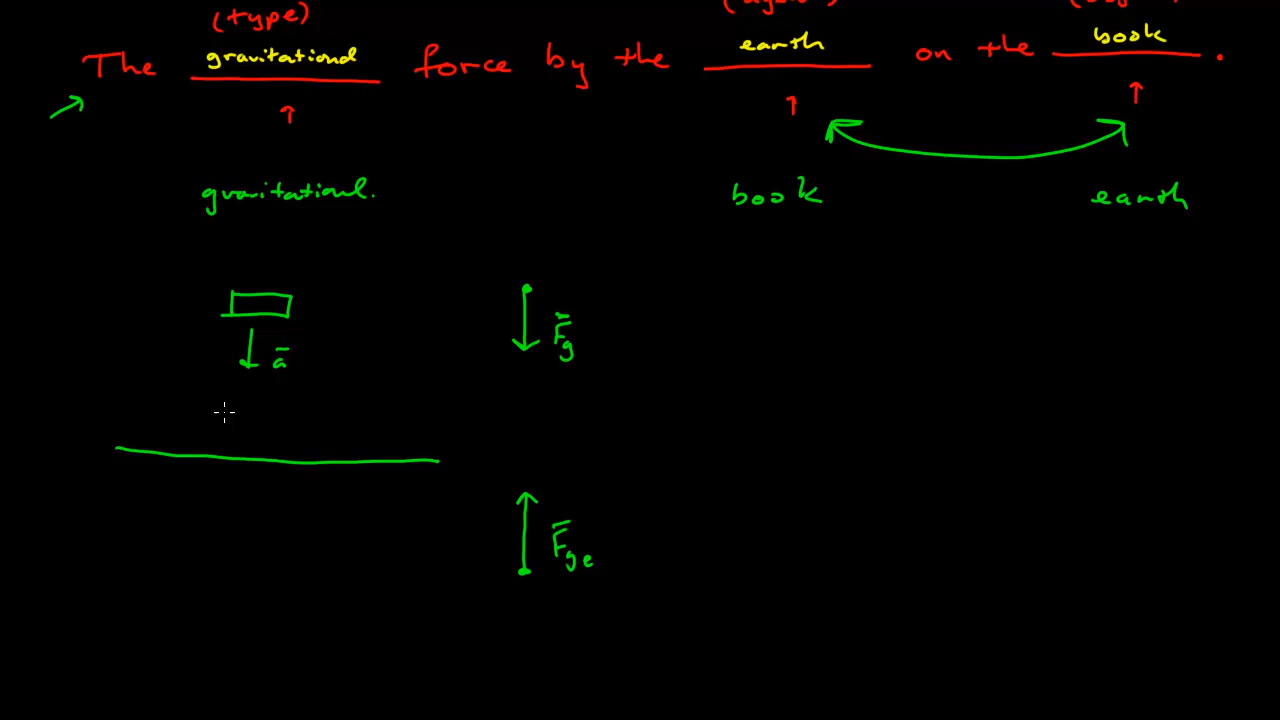 (type)
The gravitational force by the earth on the book.
gravitational. book earth
a
Fg
Fge